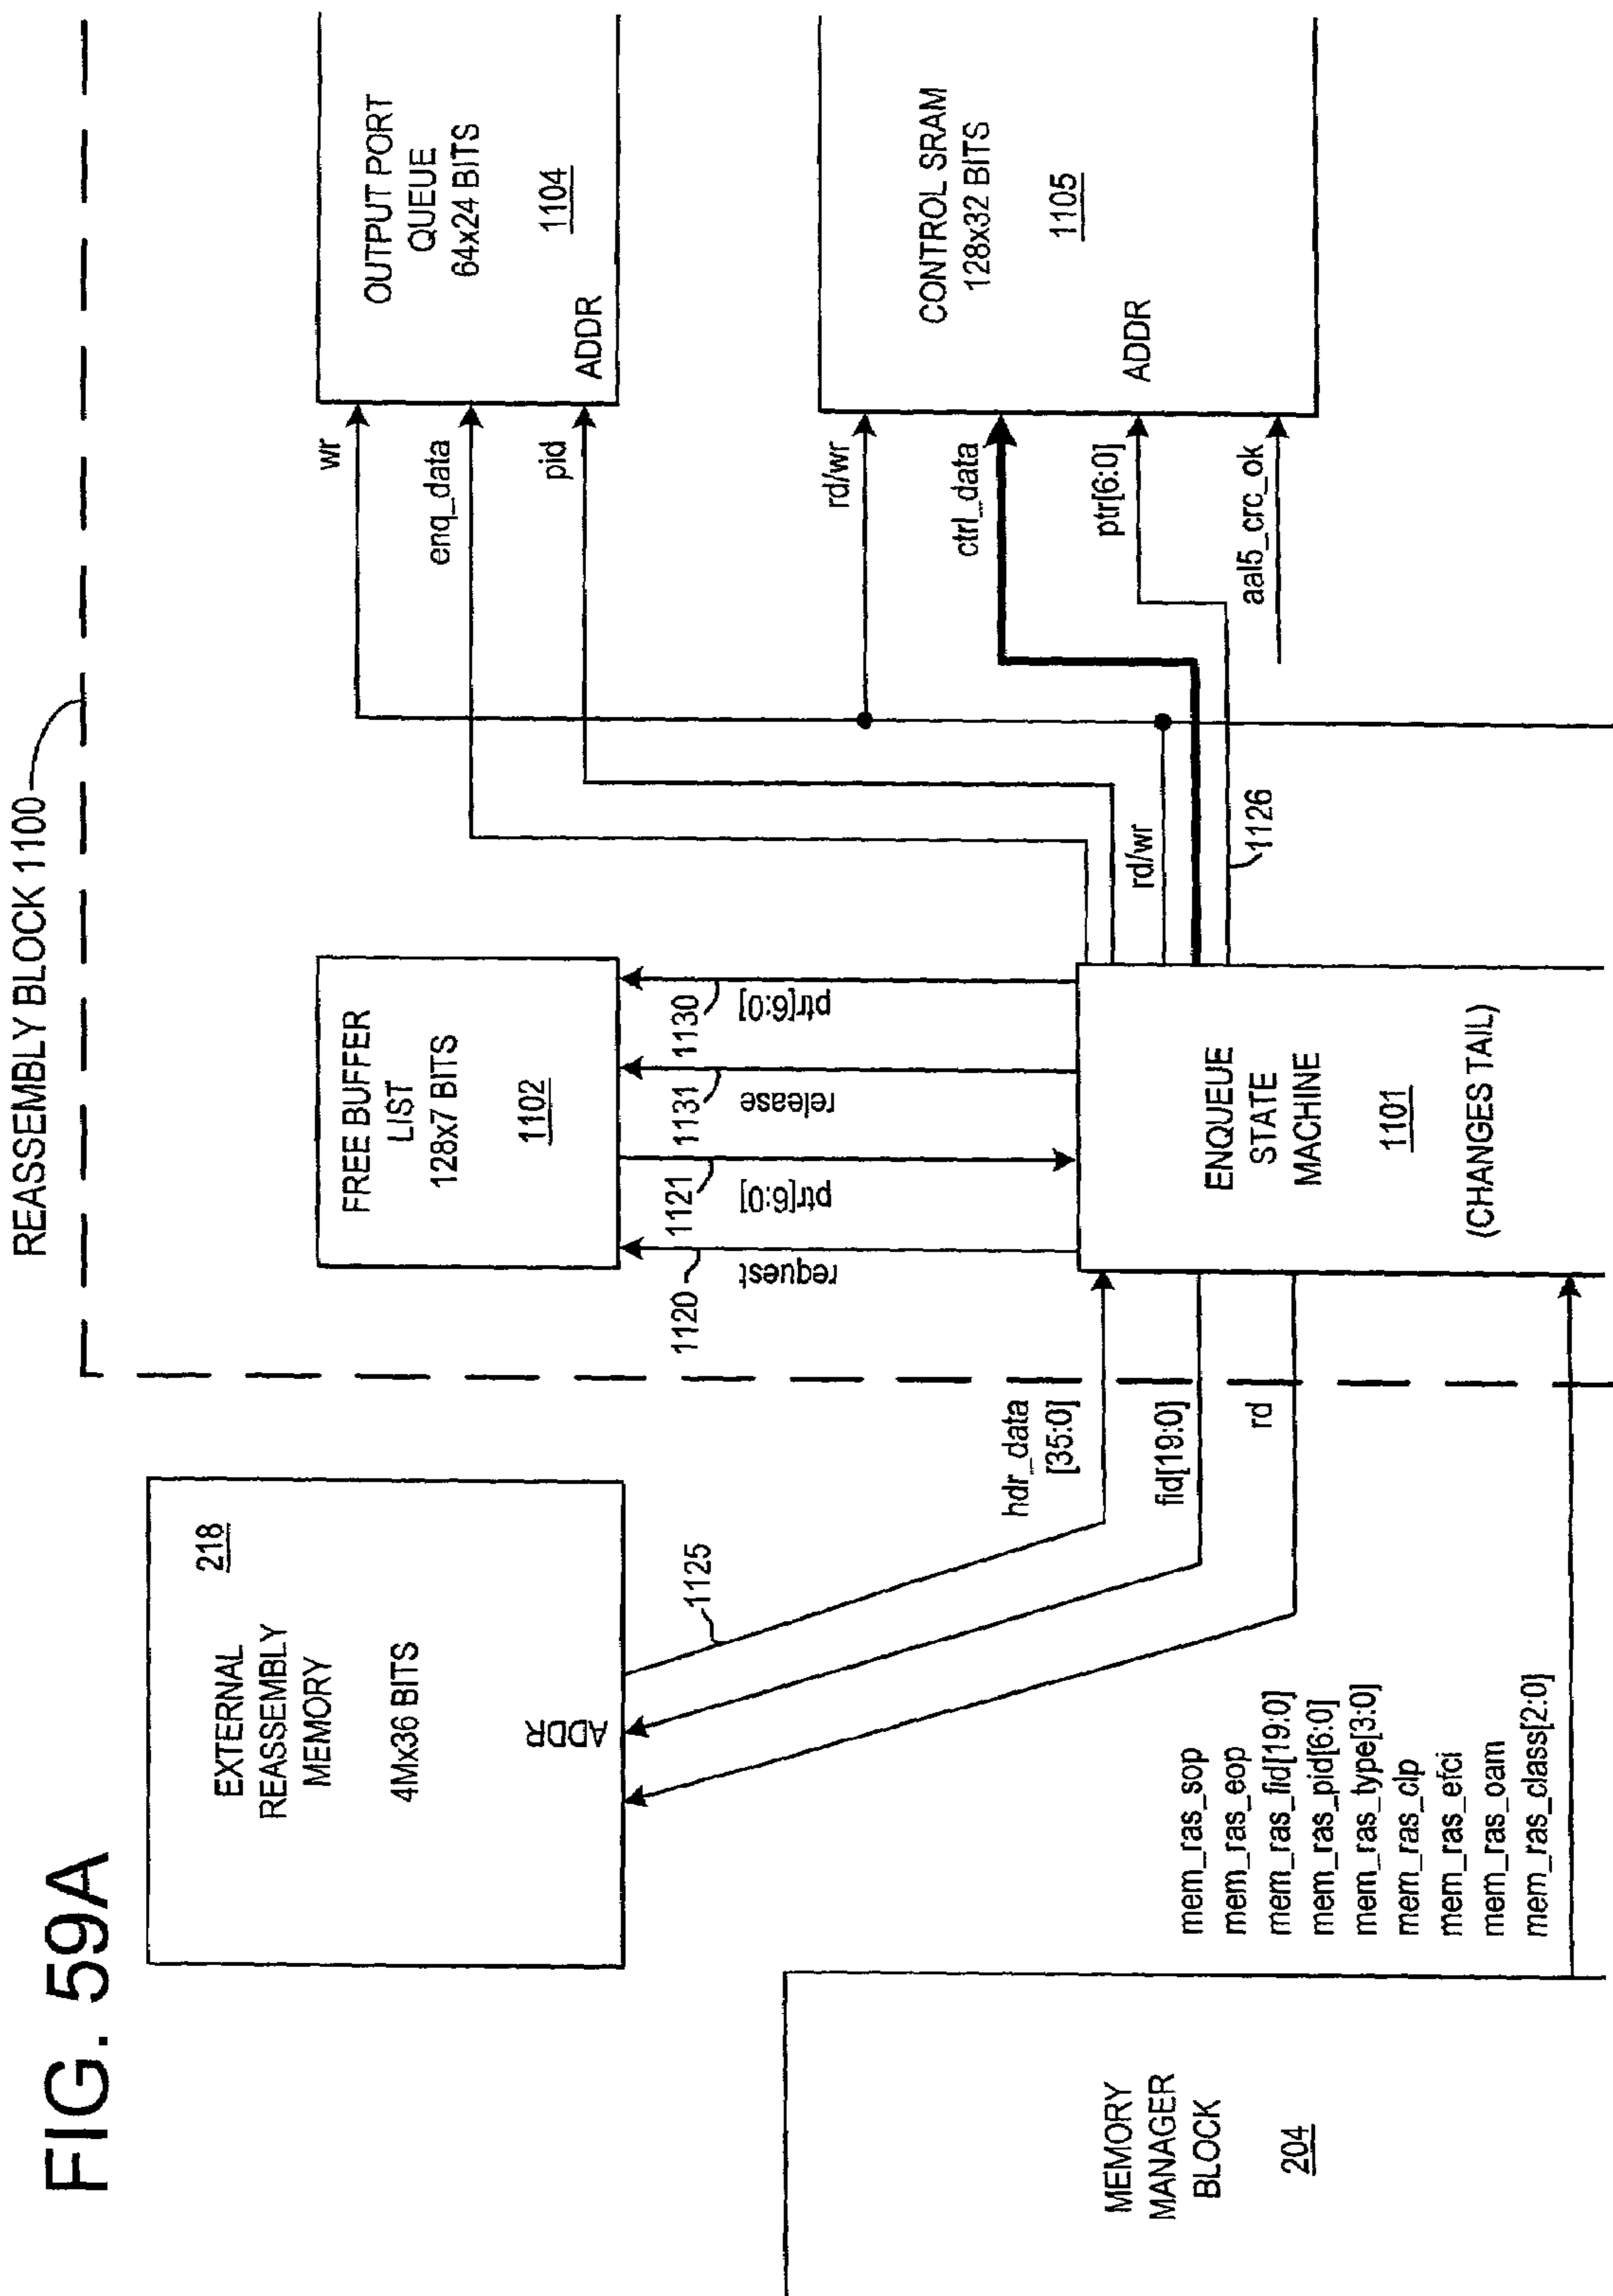 FIG. 59A
REASSEMBLY BLOCK 1100
EXTERNAL
REASSEMBLY
MEMORY
218
4Mx36 BITS
ADDR
1125
FREE BUFFER
LIST
128x7 BITS
1102
1120
request
1121
ptr[6:0]
1131
release
1130
ptr[6:0]
OUTPUT PORT
QUEUE
64x24 BITS
1104
ADDR
wr
enq_data
pid
CONTROL SRAM
128x32 BITS
1105
ADDR
rd/wr
ctrl_data
ptr[6:0]
aal5_crc_ok
rd/wr
1126
hdr_data
[35:0]
fid[19:0]
rd
ENQUEUE
STATE
MACHINE
1101
(CHANGES TAIL)
mem_ras_sop
mem_ras_eop
mem_ras_fid[19:0]
mem_ras_pid[6:0]
mem_ras_type[3:0]
mem_ras_clp
mem_ras_efci
mem_ras_oam
mem_ras_class[2:0]
MEMORY
MANAGER
BLOCK
204